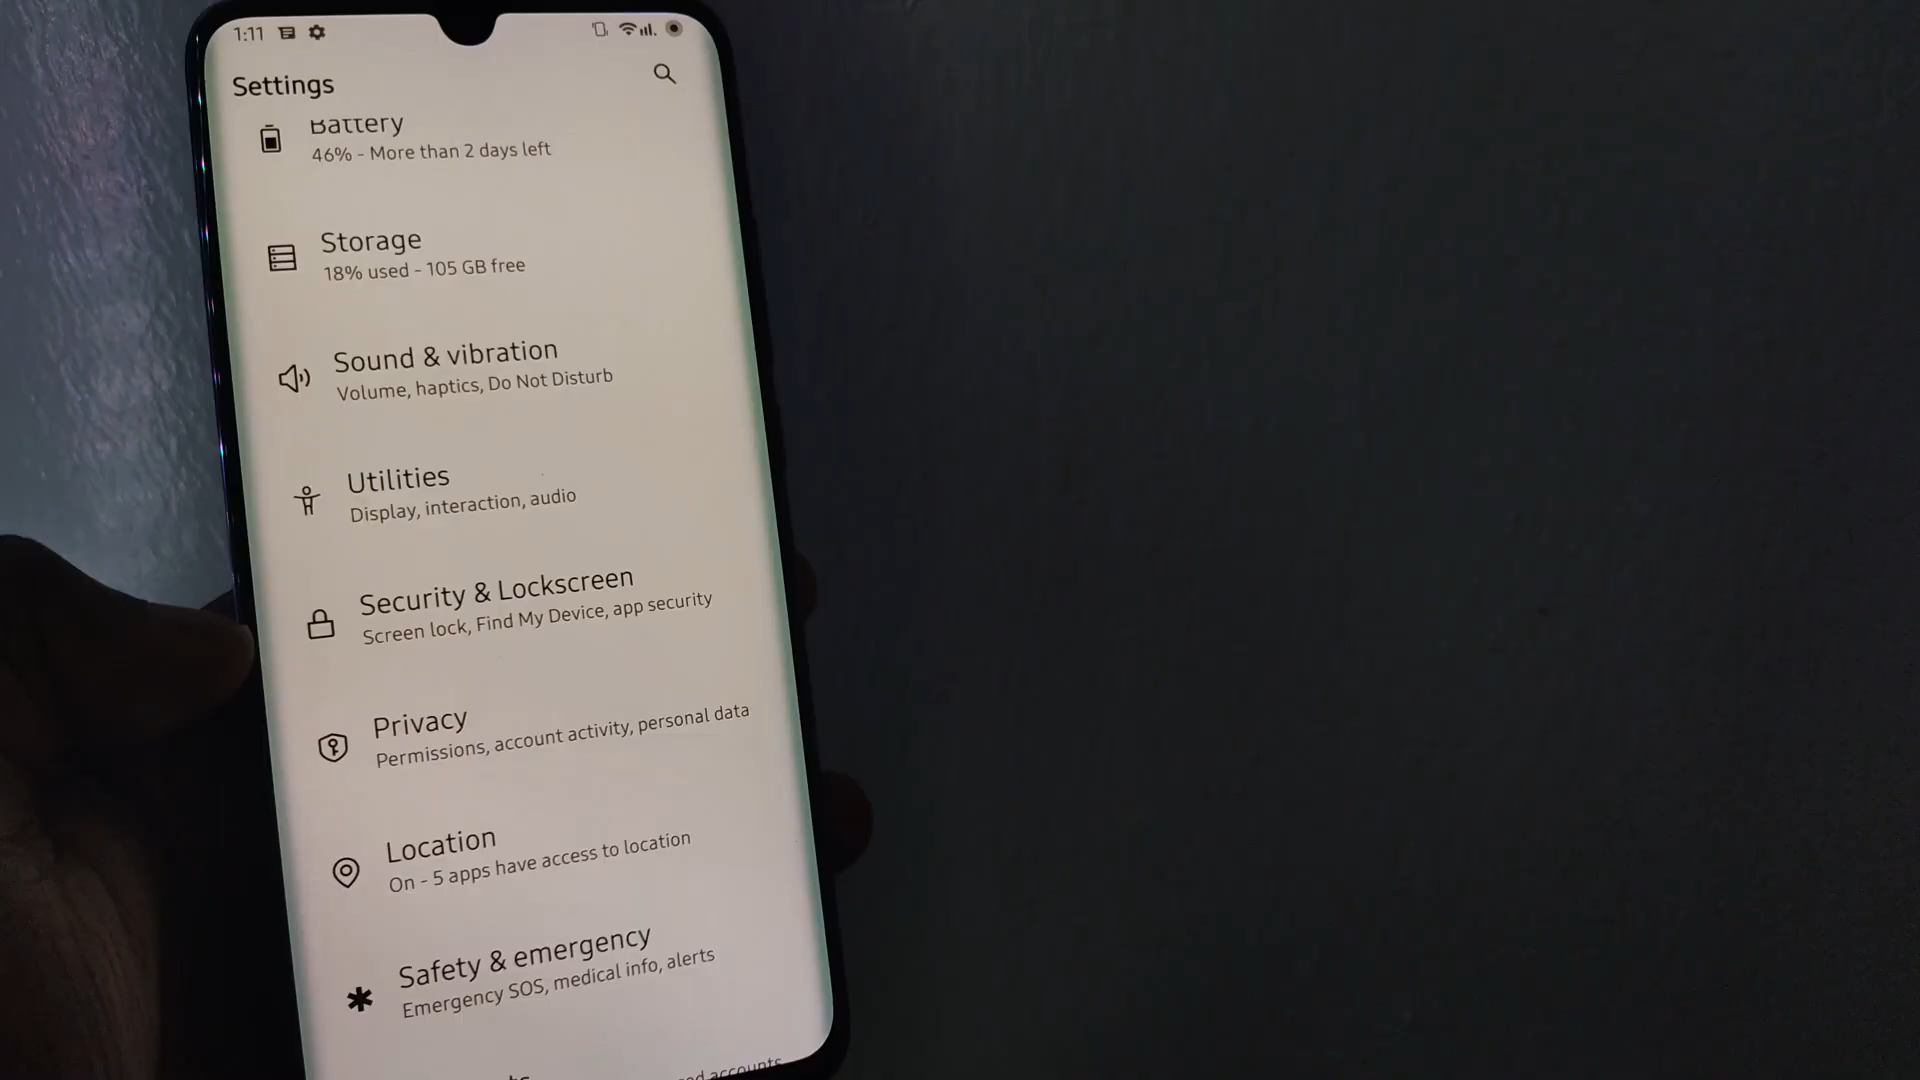 1:11
Settings
Battery
46% - More than 2 days left
Storage
18% used - 105 GB free
Sound & vibration
Volume, haptics, Do Not Disturb
Utilities
Display, interaction, audio
Security & Lockscreen
Screen lock, Find My Device, app security
Privacy
Permissions, account activity, personal data
Location
On - 5 apps have access to location
Safety & emergency
Emergency SOS, medical info, alerts
accounts